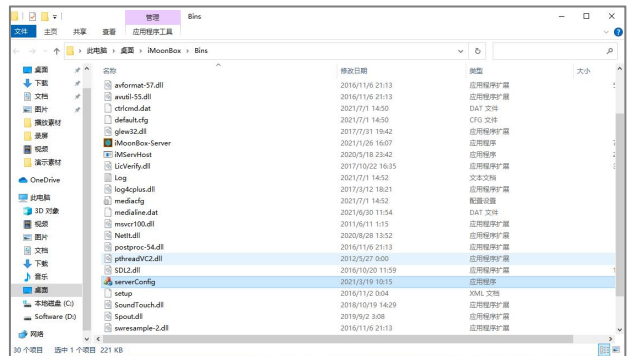 管理 Bins
文件 主页 共享 查看 应用程序工具
此电脑 › 桌面 › iMoonBox › Bins
名称 修改日期 类型 大小
桌面
下载
文档
图片
播放素材
录屏
视频
演示素材
OneDrive
此电脑
3D 对象
视频
图片
文档
下载
音乐
桌面
本地磁盘 (C:)
Software (D:)
网络
avformat-57.dll 2016/11/6 21:13 应用程序扩展
avutil-55.dll 2016/11/6 21:13 应用程序扩展
ctrlcmd.dat 2021/7/1 14:50 DAT 文件
default.cfg 2021/7/1 14:50 CFG 文件
glew32.dll 2017/7/31 19:42 应用程序扩展
iMoonBox-Server 2021/1/26 16:07 应用程序
iMServHost 2020/5/18 23:42 应用程序
LicVerify.dll 2017/10/22 16:35 应用程序扩展
Log 2021/7/1 14:52 文本文档
log4cplus.dll 2017/3/12 18:21 应用程序扩展
mediacfg 2021/7/1 14:52 配置设置
medialine.dat 2021/6/30 11:54 DAT 文件
msvcr100.dll 2011/6/11 1:15 应用程序扩展
NetIt.dll 2020/8/28 13:52 应用程序扩展
postproc-54.dll 2016/11/6 21:13 应用程序扩展
pthreadVC2.dll 2012/5/27 0:00 应用程序扩展
SDL2.dll 2016/10/20 11:59 应用程序扩展
serverConfig 2021/3/19 10:15 应用程序
setup 2016/11/2 0:04 XML 文档
SoundTouch.dll 2018/10/19 14:29 应用程序扩展
Spout.dll 2019/9/2 3:08 应用程序扩展
swresample-2.dll 2016/11/6 21:13 应用程序扩展
30 个项目 选中 1 个项目 221 KB